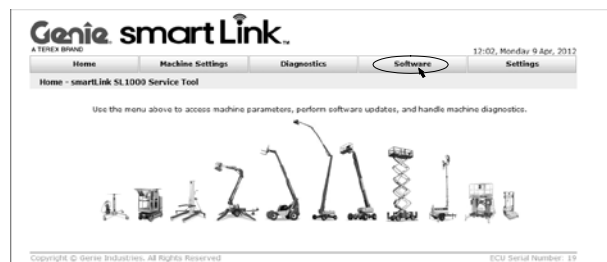 Genie smart Link™
A TEREX BRAND
12:02, Monday 9 Apr, 2012
Home Machine Settings Diagnostics Software Settings
Home - smartLink SL1000 Service Tool
Use the menu above to access machine parameters, perform software updates, and handle machine diagnostics.
Copyright © Genie Industries. All Rights Reserved ECU Serial Number: 19